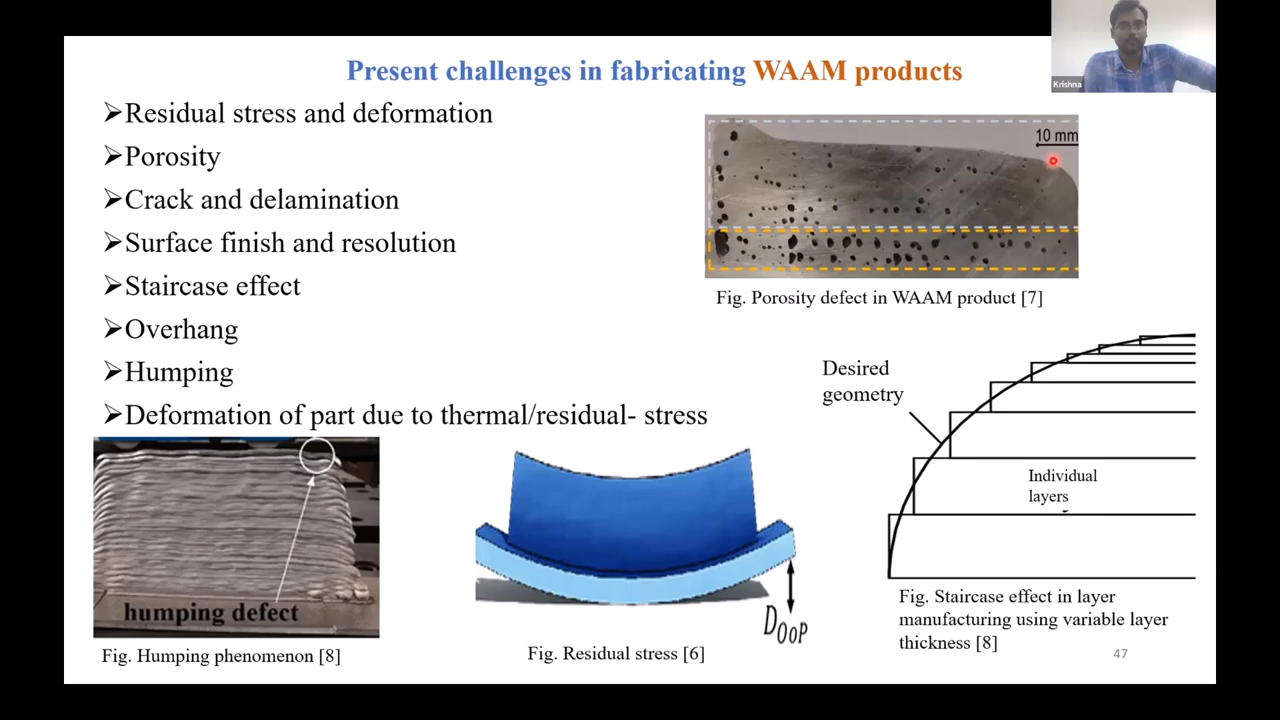 Present challenges in fabricating WAAM products
Krishna
➢Residual stress and deformation
➢Porosity
➢Crack and delamination
➢Surface finish and resolution
➢Staircase effect
➢Overhang
➢Humping
➢Deformation of part due to thermal/residual- stress
10 mm
Fig. Porosity defect in WAAM product [7]
Desired
geometry
Individual
layers
Fig. Staircase effect in layer
manufacturing using variable layer
thickness [8]
humping defect
Fig. Humping phenomenon [8]
DOoP
Fig. Residual stress [6]
47